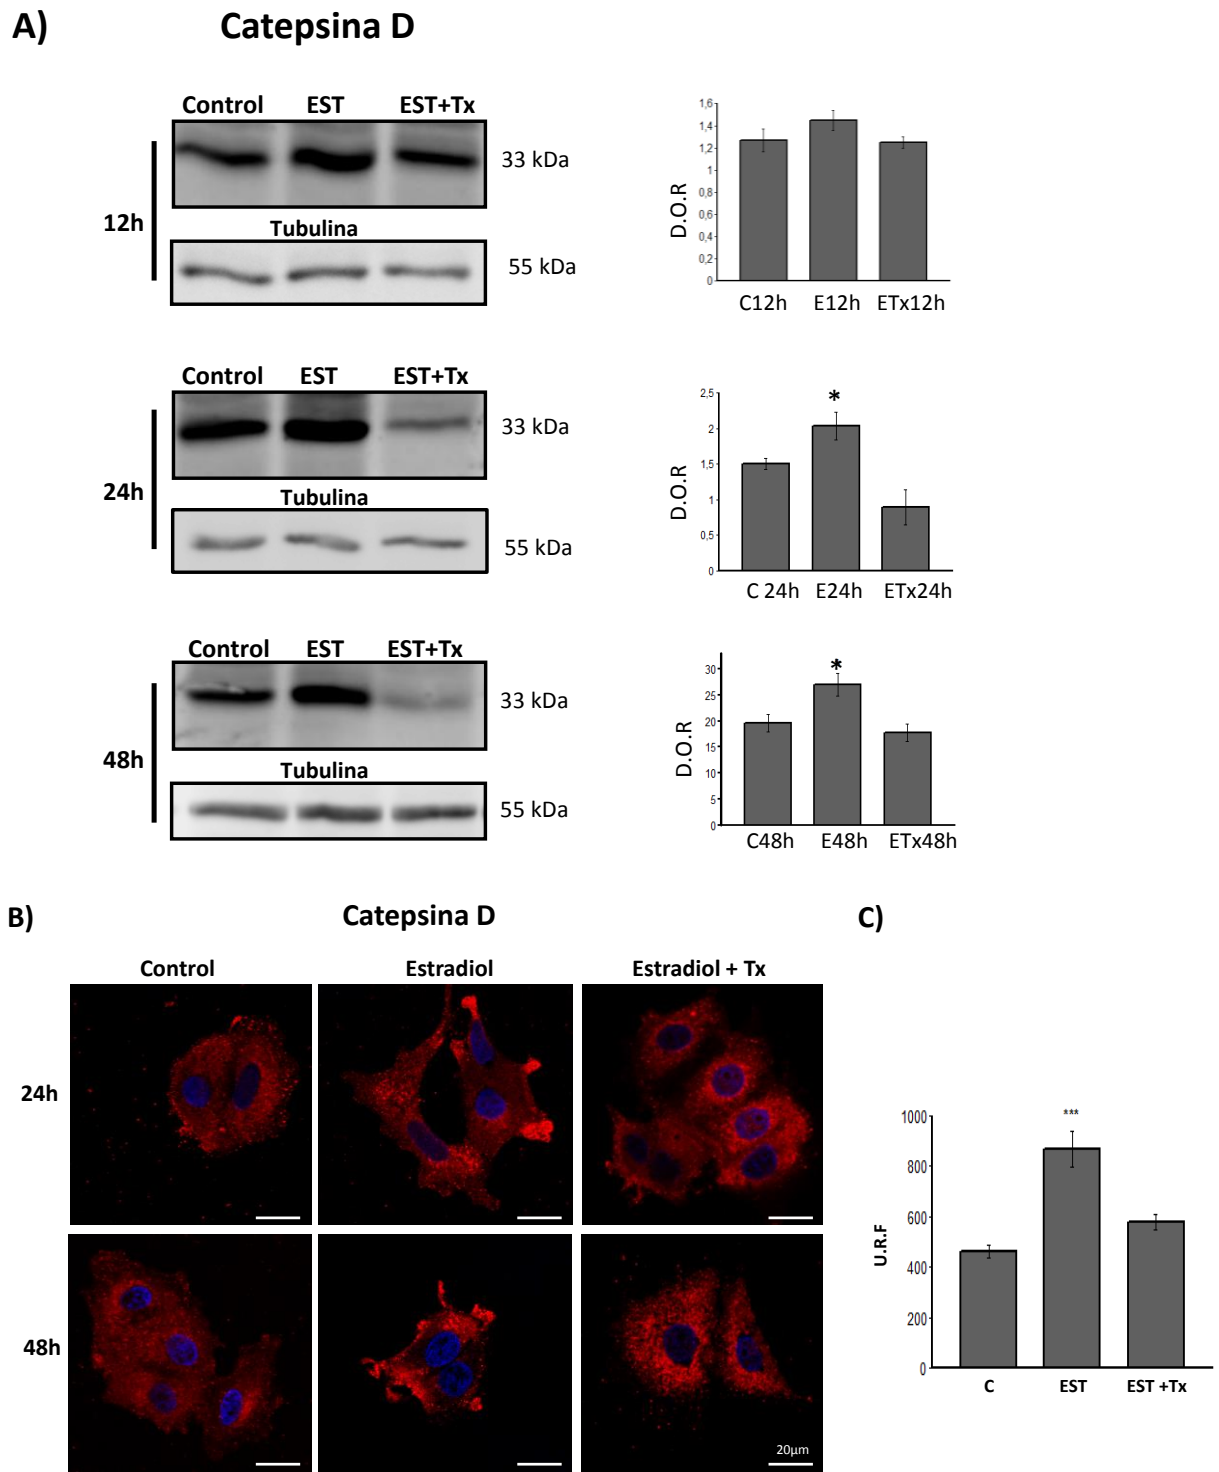 A) Catepsina D
Control EST EST+Tx
33 kDa
12h
Tubulina
55 kDa
1,6
1,4
1,2
1
0,8
0,6
0,4
0,2
0
D.O.R
C12h E12h ETx12h
Control EST EST+Tx
33 kDa
24h
Tubulina
55 kDa
2,5
2
1,5
1
0,5
0
D.O.R
*
C 24h E24h ETx24h
Control EST EST+Tx
33 kDa
48h
Tubulina
55 kDa
30
25
20
15
10
5
0
D.O.R
*
C48h E48h ETx48h
B) Catepsina D
Control Estradiol Estradiol + Tx
24h
48h
20µm
C)
1000
800
600
400
200
0
U.R.F
***
C EST EST +Tx